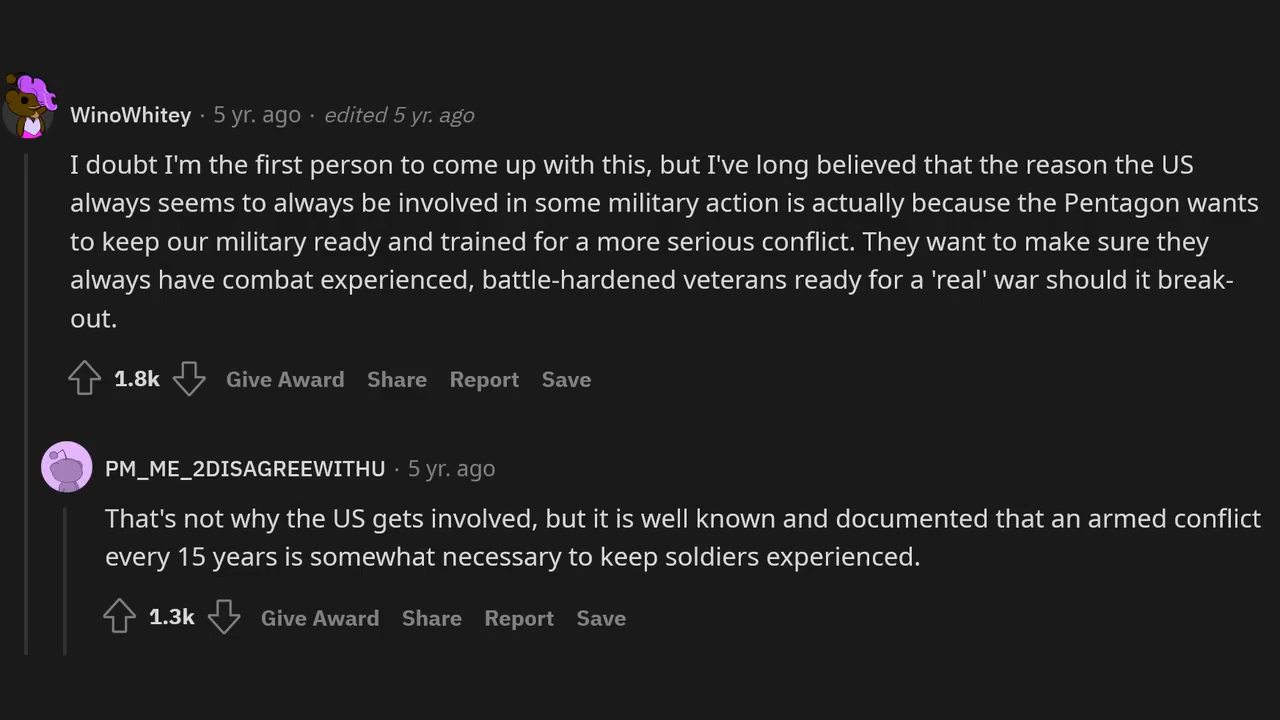 WinoWhitey · 5 yr. ago · edited 5 yr. ago
I doubt I'm the first person to come up with this, but I've long believed that the reason the US
always seems to always be involved in some military action is actually because the Pentagon wants
to keep our military ready and trained for a more serious conflict. They want to make sure they
always have combat experienced, battle-hardened veterans ready for a 'real' war should it break-
out.
1.8k Give Award Share Report Save
PM_ME_2DISAGREEWITHU · 5 yr. ago
That's not why the US gets involved, but it is well known and documented that an armed conflict
every 15 years is somewhat necessary to keep soldiers experienced.
1.3k Give Award Share Report Save